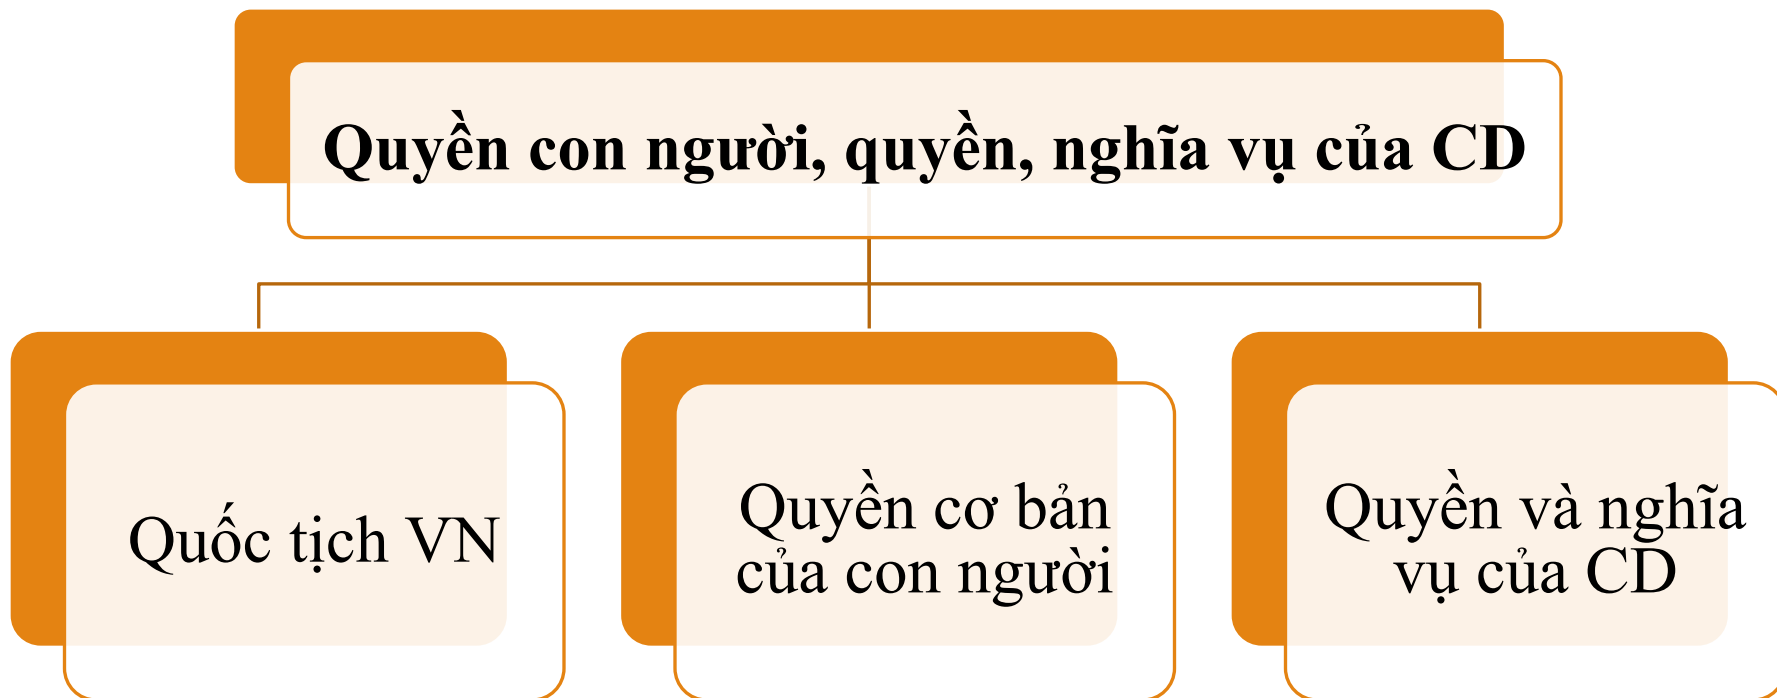 Quyền con người, quyền, nghĩa vụ của CD
Quốc tịch VN
Quyền cơ bản
của con người
Quyền và nghĩa
vụ của CD